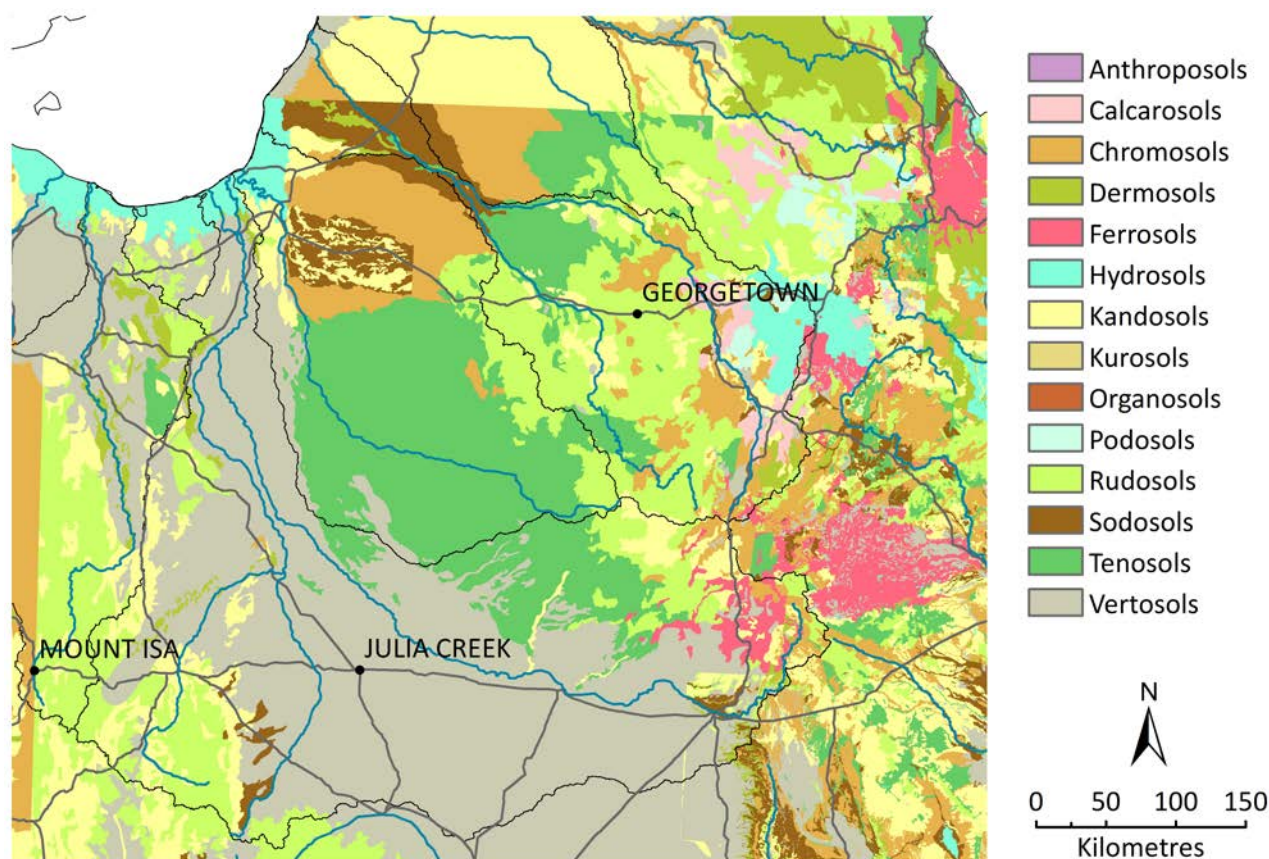 GEORGETOWN
MOUNT ISA
JULIA CREEK
Anthroposols
Calcarosols
Chromosols
Dermosols
Ferrosols
Hydrosols
Kandosols
Kurosols
Organosols
Podosols
Rudosols
Sodosols
Tenosols
Vertosols
N
0 50 100 150
Kilometres